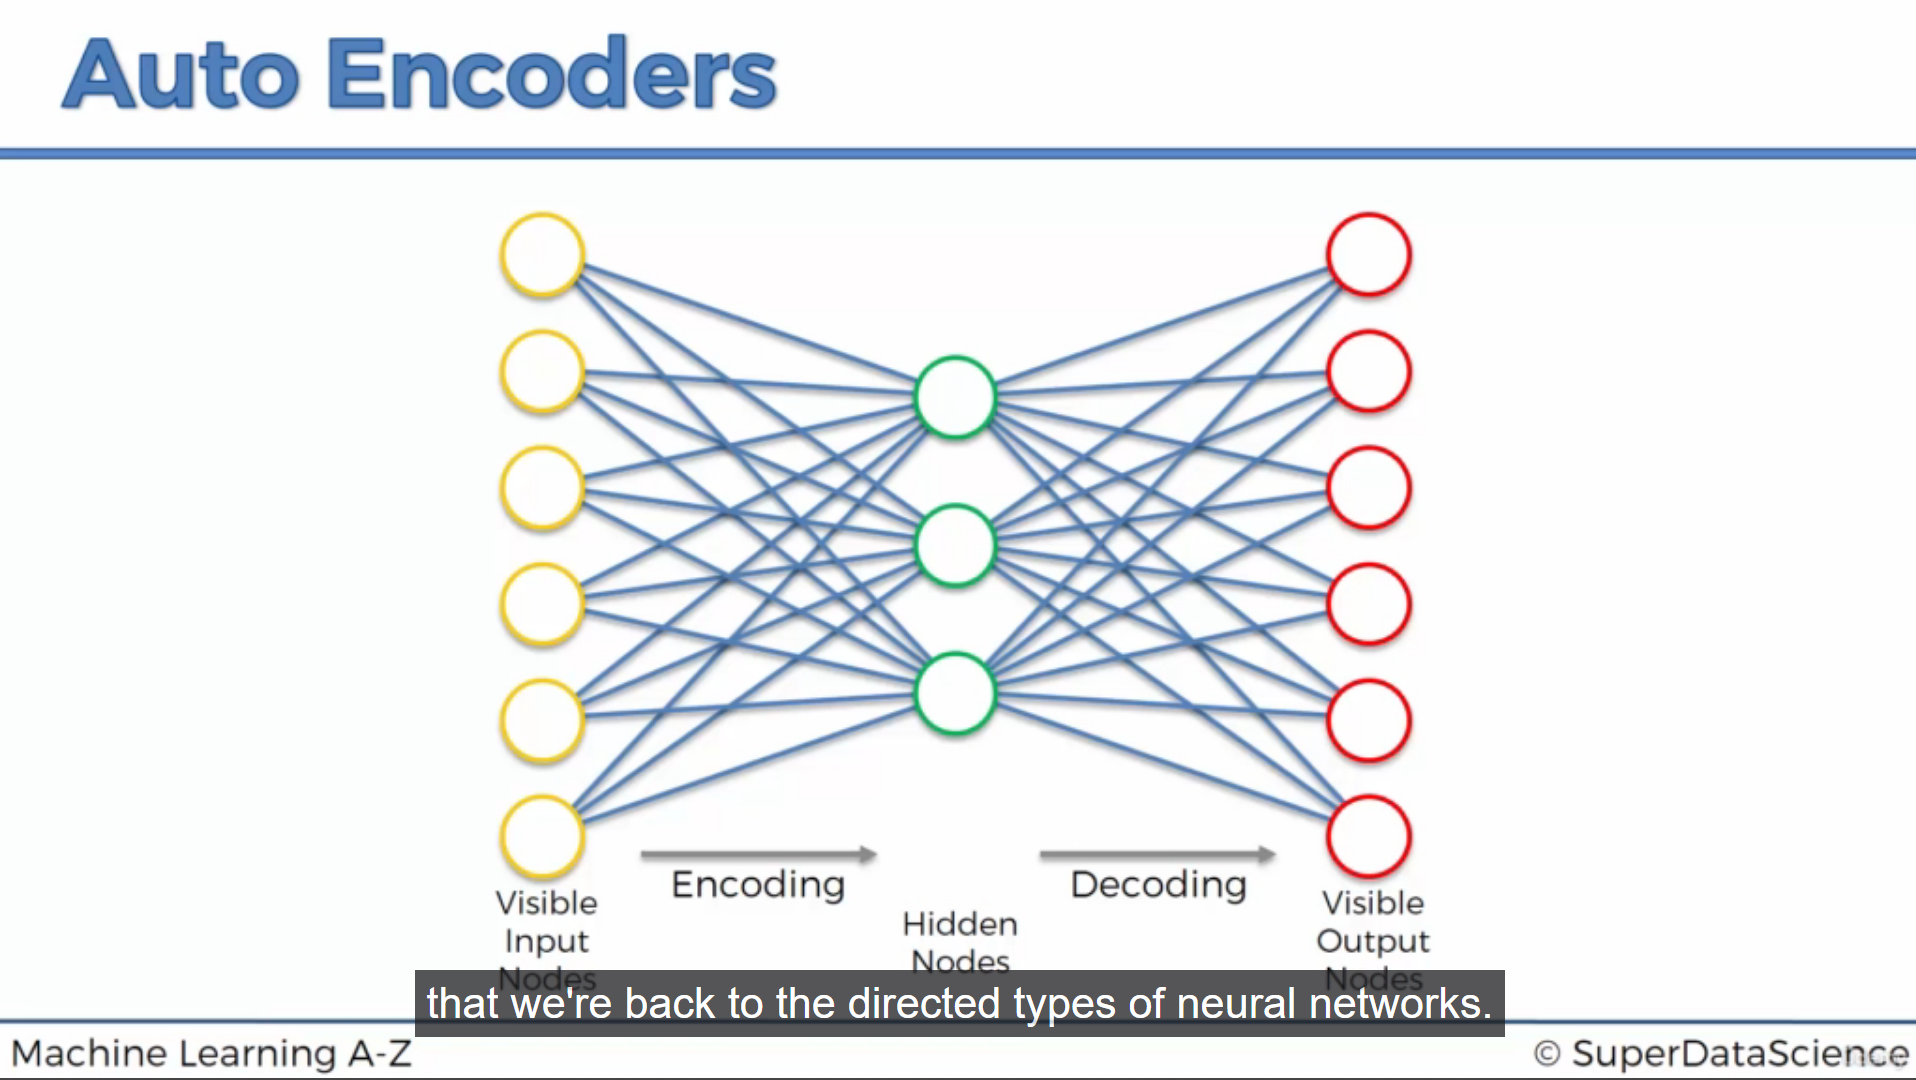 Auto Encoders
Encoding
Decoding
Visible
Input
Nodes
Hidden
Nodes
Visible
Output
Nodes
that we're back to the directed types of neural networks.
Machine Learning A-Z
© SuperDataScience